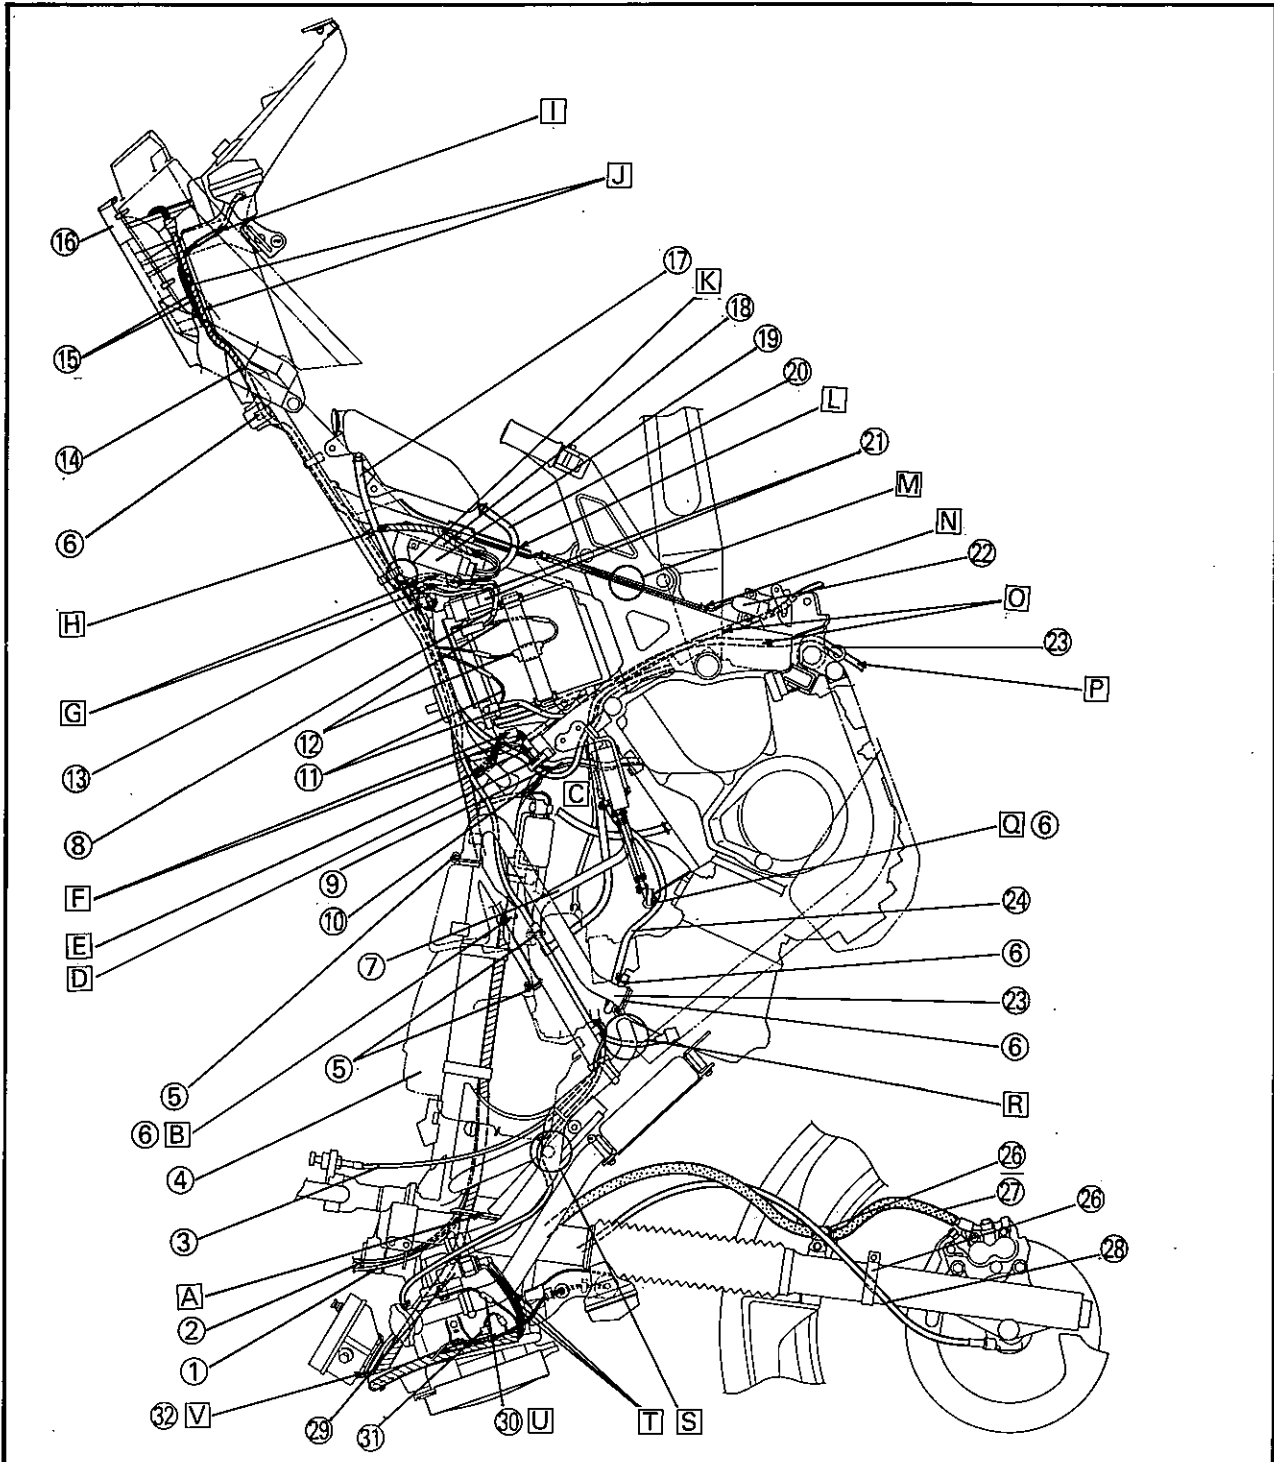 I
J
⑯
⑰
K
⑱
⑲
⑮
⑳
L
⑭
㉑
M
⑥
N
㉒
O
H
㉓
P
G
⑫
⑬
⑪
C
Q ⑥
⑧
⑨
F
⑩
㉔
E
⑦
⑥
D
㉓
⑥
⑤
⑤
R
⑥ B
④
㉖
㉗
㉖
③
㉘
A
②
①
㉜ V
㉙
㉛
㉚ U
T
S